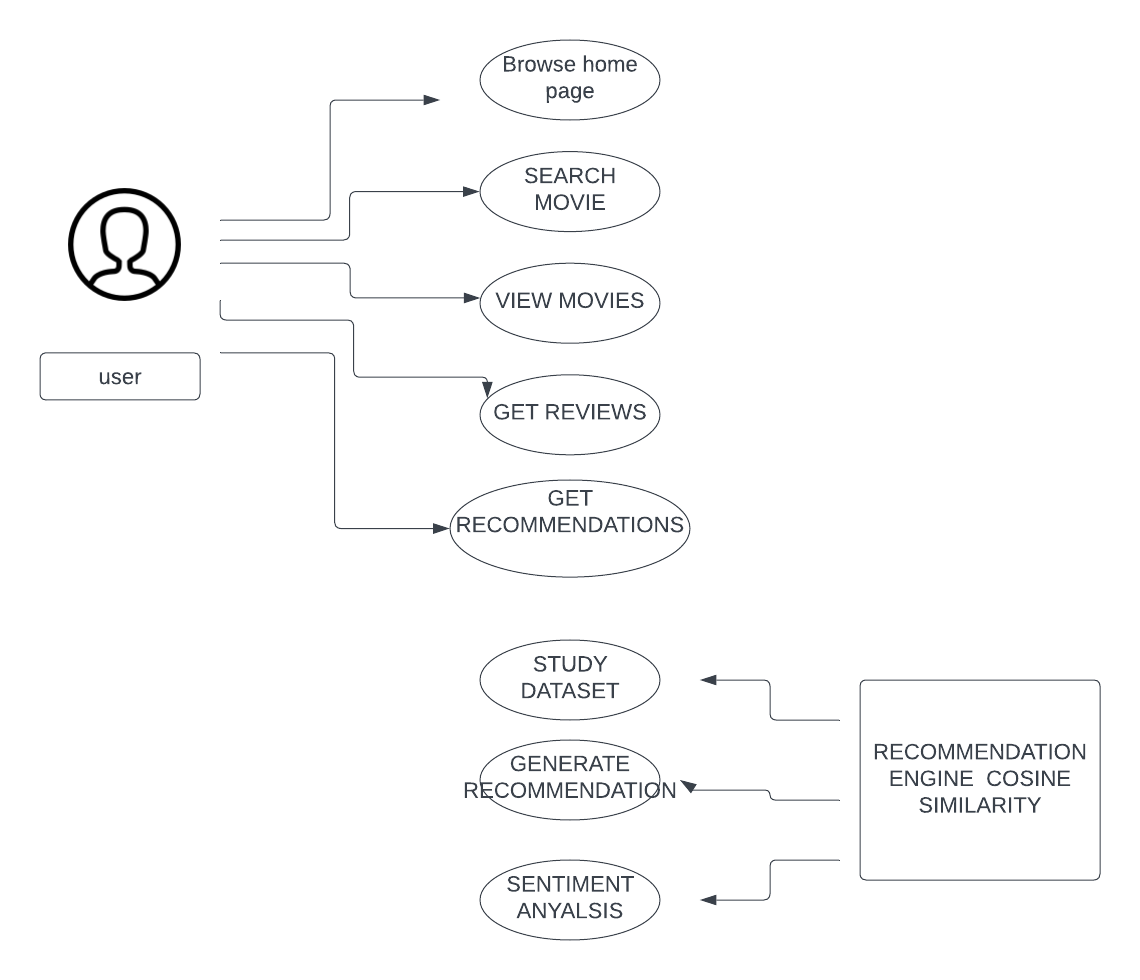 Browse home
page
SEARCH
MOVIE
VIEW MOVIES
user
GET REVIEWS
GET
RECOMMENDATIONS
STUDY
DATASET
GENERATE
RECOMMENDATION
RECOMMENDATION
ENGINE  COSINE
SIMILARITY
SENTIMENT
ANYALSIS